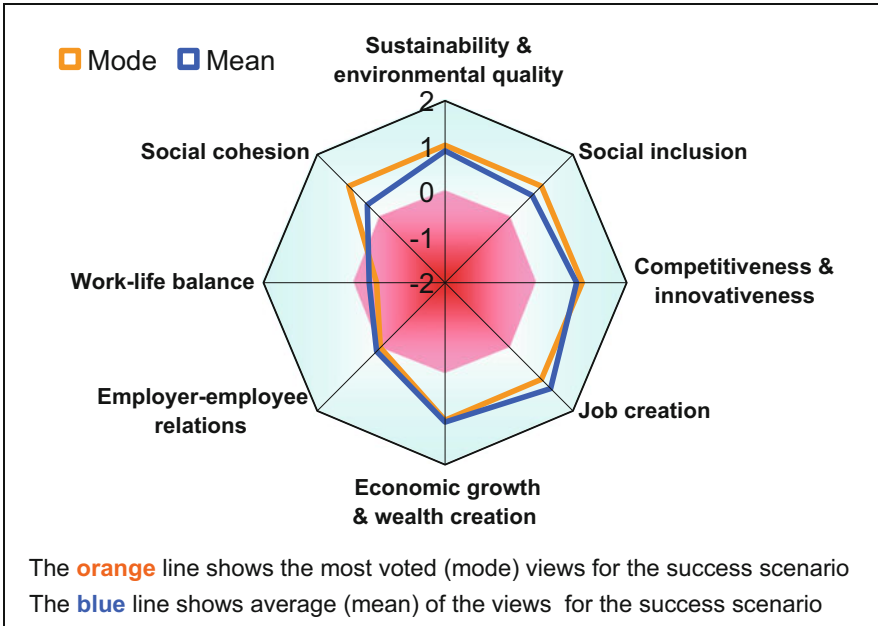 Mode Mean
Sustainability &
environmental quality
2
Social cohesion
1
Social inclusion
0
-1
Work-life balance
-2
Competitiveness &
innovativeness
Employer-employee
relations
Job creation
Economic growth
& wealth creation
The orange line shows the most voted (mode) views for the success scenario
The blue line shows average (mean) of the views for the success scenario